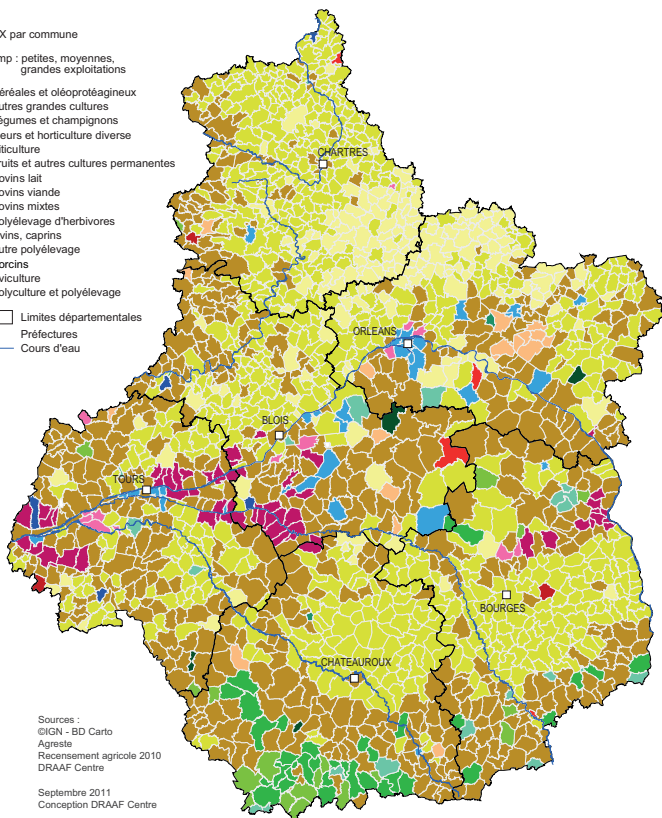 X par commune
mp : petites, moyennes,
grandes exploitations
éréales et oléoprotéagineux
utres grandes cultures
égumes et champignons
eurs et horticulture diverse
iticulture
ruits et autres cultures permanentes
ovins lait
ovins viande
ovins mixtes
olyélevage d'herbivores
vins, caprins
utre polyélevage
orcins
viculture
olyculture et polyélevage
Limites départementales
Préfectures
Cours d'eau
CHARTRES
ORLEANS
BLOIS
TOURS
BOURGES
CHATEAUROUX
Sources :
©IGN - BD Carto
Agreste
Recensement agricole 2010
DRAAF Centre
Septembre 2011
Conception DRAAF Centre